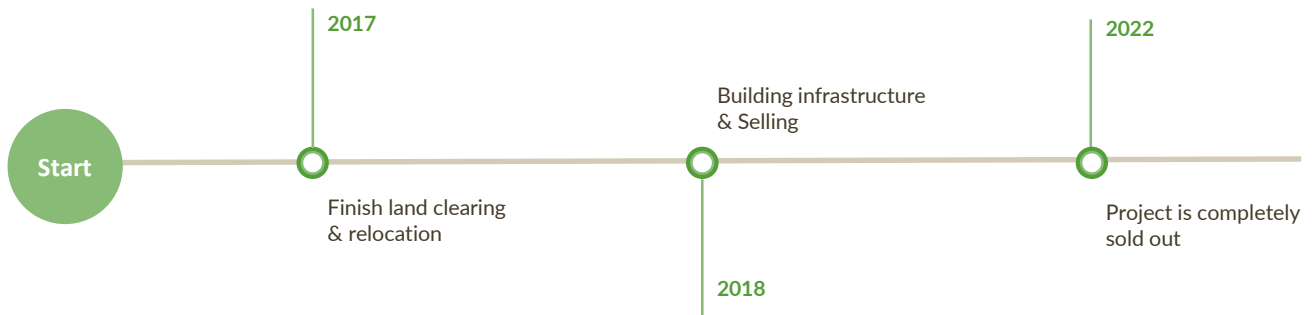 Start
2017
Finish land clearing
& relocation
Building infrastructure
& Selling
2018
2022
Project is completely
sold out